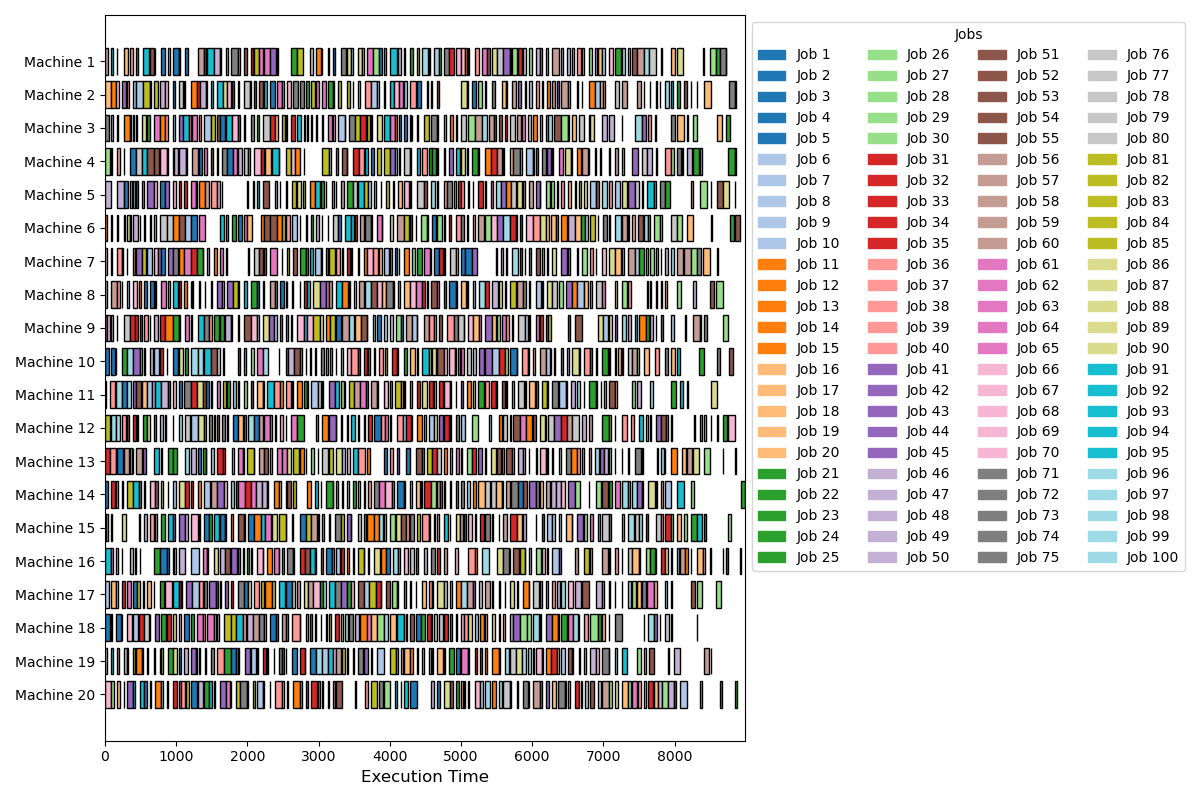 Machine 1
Machine 2
Machine 3
Machine 4
Machine 5
Machine 6
Machine 7
Machine 8
Machine 9
Machine 10
Machine 11
Machine 12
Machine 13
Machine 14
Machine 15
Machine 16
Machine 17
Machine 18
Machine 19
Machine 20
0 1000 2000 3000 4000 5000 6000 7000 8000
Execution Time
Jobs
Job 1 Job 26 Job 51 Job 76
Job 2 Job 27 Job 52 Job 77
Job 3 Job 28 Job 53 Job 78
Job 4 Job 29 Job 54 Job 79
Job 5 Job 30 Job 55 Job 80
Job 6 Job 31 Job 56 Job 81
Job 7 Job 32 Job 57 Job 82
Job 8 Job 33 Job 58 Job 83
Job 9 Job 34 Job 59 Job 84
Job 10 Job 35 Job 60 Job 85
Job 11 Job 36 Job 61 Job 86
Job 12 Job 37 Job 62 Job 87
Job 13 Job 38 Job 63 Job 88
Job 14 Job 39 Job 64 Job 89
Job 15 Job 40 Job 65 Job 90
Job 16 Job 41 Job 66 Job 91
Job 17 Job 42 Job 67 Job 92
Job 18 Job 43 Job 68 Job 93
Job 19 Job 44 Job 69 Job 94
Job 20 Job 45 Job 70 Job 95
Job 21 Job 46 Job 71 Job 96
Job 22 Job 47 Job 72 Job 97
Job 23 Job 48 Job 73 Job 98
Job 24 Job 49 Job 74 Job 99
Job 25 Job 50 Job 75 Job 100